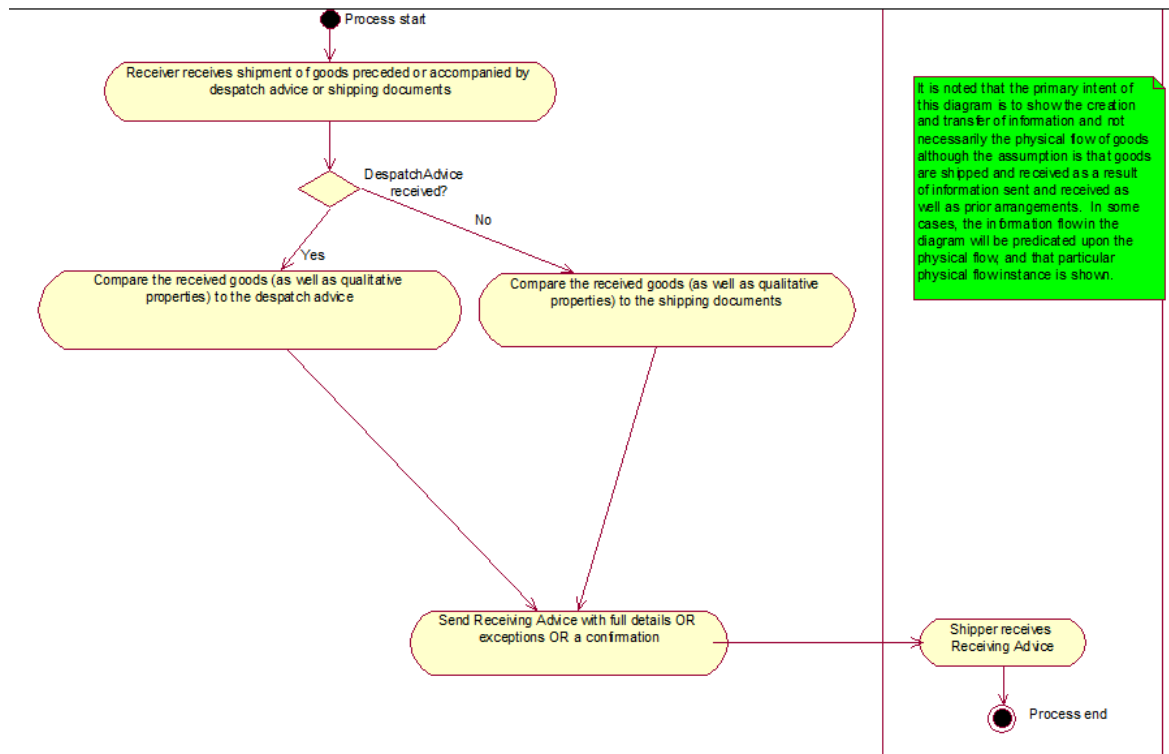 Process start
Receiver receives shipment of goods preceded or accompanied by
despatch advice or shipping documents
It is noted that the primary intent of
this diagram is to show the creation
and transfer of information and not
necessarily the physical flow of goods
although the assumption is that goods
are shipped and received as a result
of information sent and received as
well as prior arrangements. In some
cases, the information flow in the
diagram will be predicated upon the
physical flow, and that particular
physical flow instance is shown.
DespatchAdvice
received?
No
Yes
Compare the received goods (as well as qualitative
properties) to the despatch advice
Compare the received goods (as well as qualitative
properties) to the shipping documents
Send Receiving Advice with full details OR
exceptions OR a confirmation
Shipper receives
Receiving Advice
Process end